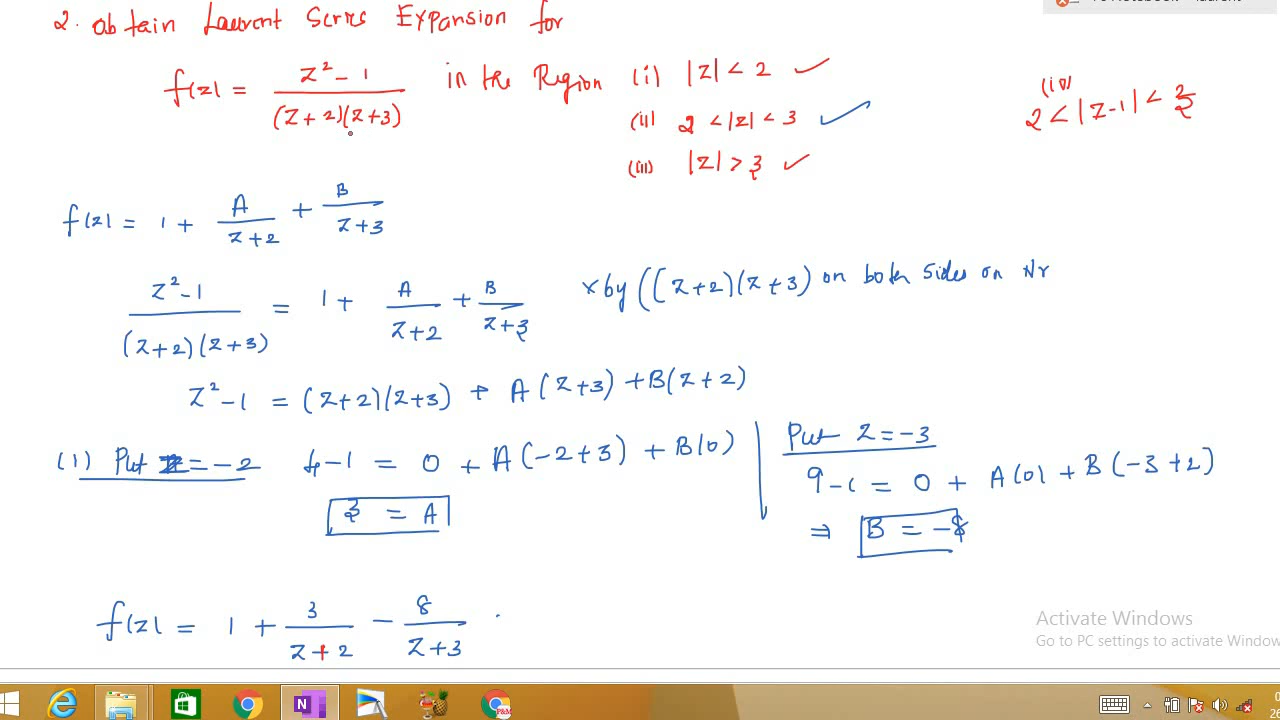 2. obtain Laurent Series Expansion for
f(z) = z² - 1 / (z+2)(z+3) in the Region (i) |z| < 2 ✓
(ii) 2 < |z| < 3 ✓
(iii) |z| > 3 ✓
(iv)
2 < |z-1| < 3
f(z) = 1 + A/(z+2) + B/(z+3)
z²-1 / (z+2)(z+3) = 1 + A/(z+2) + B/(z+3) × by ((z+2)(z+3) on both sides on Nr
z²-1 = (z+2)(z+3) + A(z+3) + B(z+2)
(1) Put z = -2 4-1 = 0 + A(-2+3) + B(0)
3 = A
Put z = -3
9-1 = 0 + A(0) + B(-3+2)
⇒ B = -8
f(z) = 1 + 3/(z+2) - 8/(z+3)
Activate Windows
Go to PC settings to activate Window